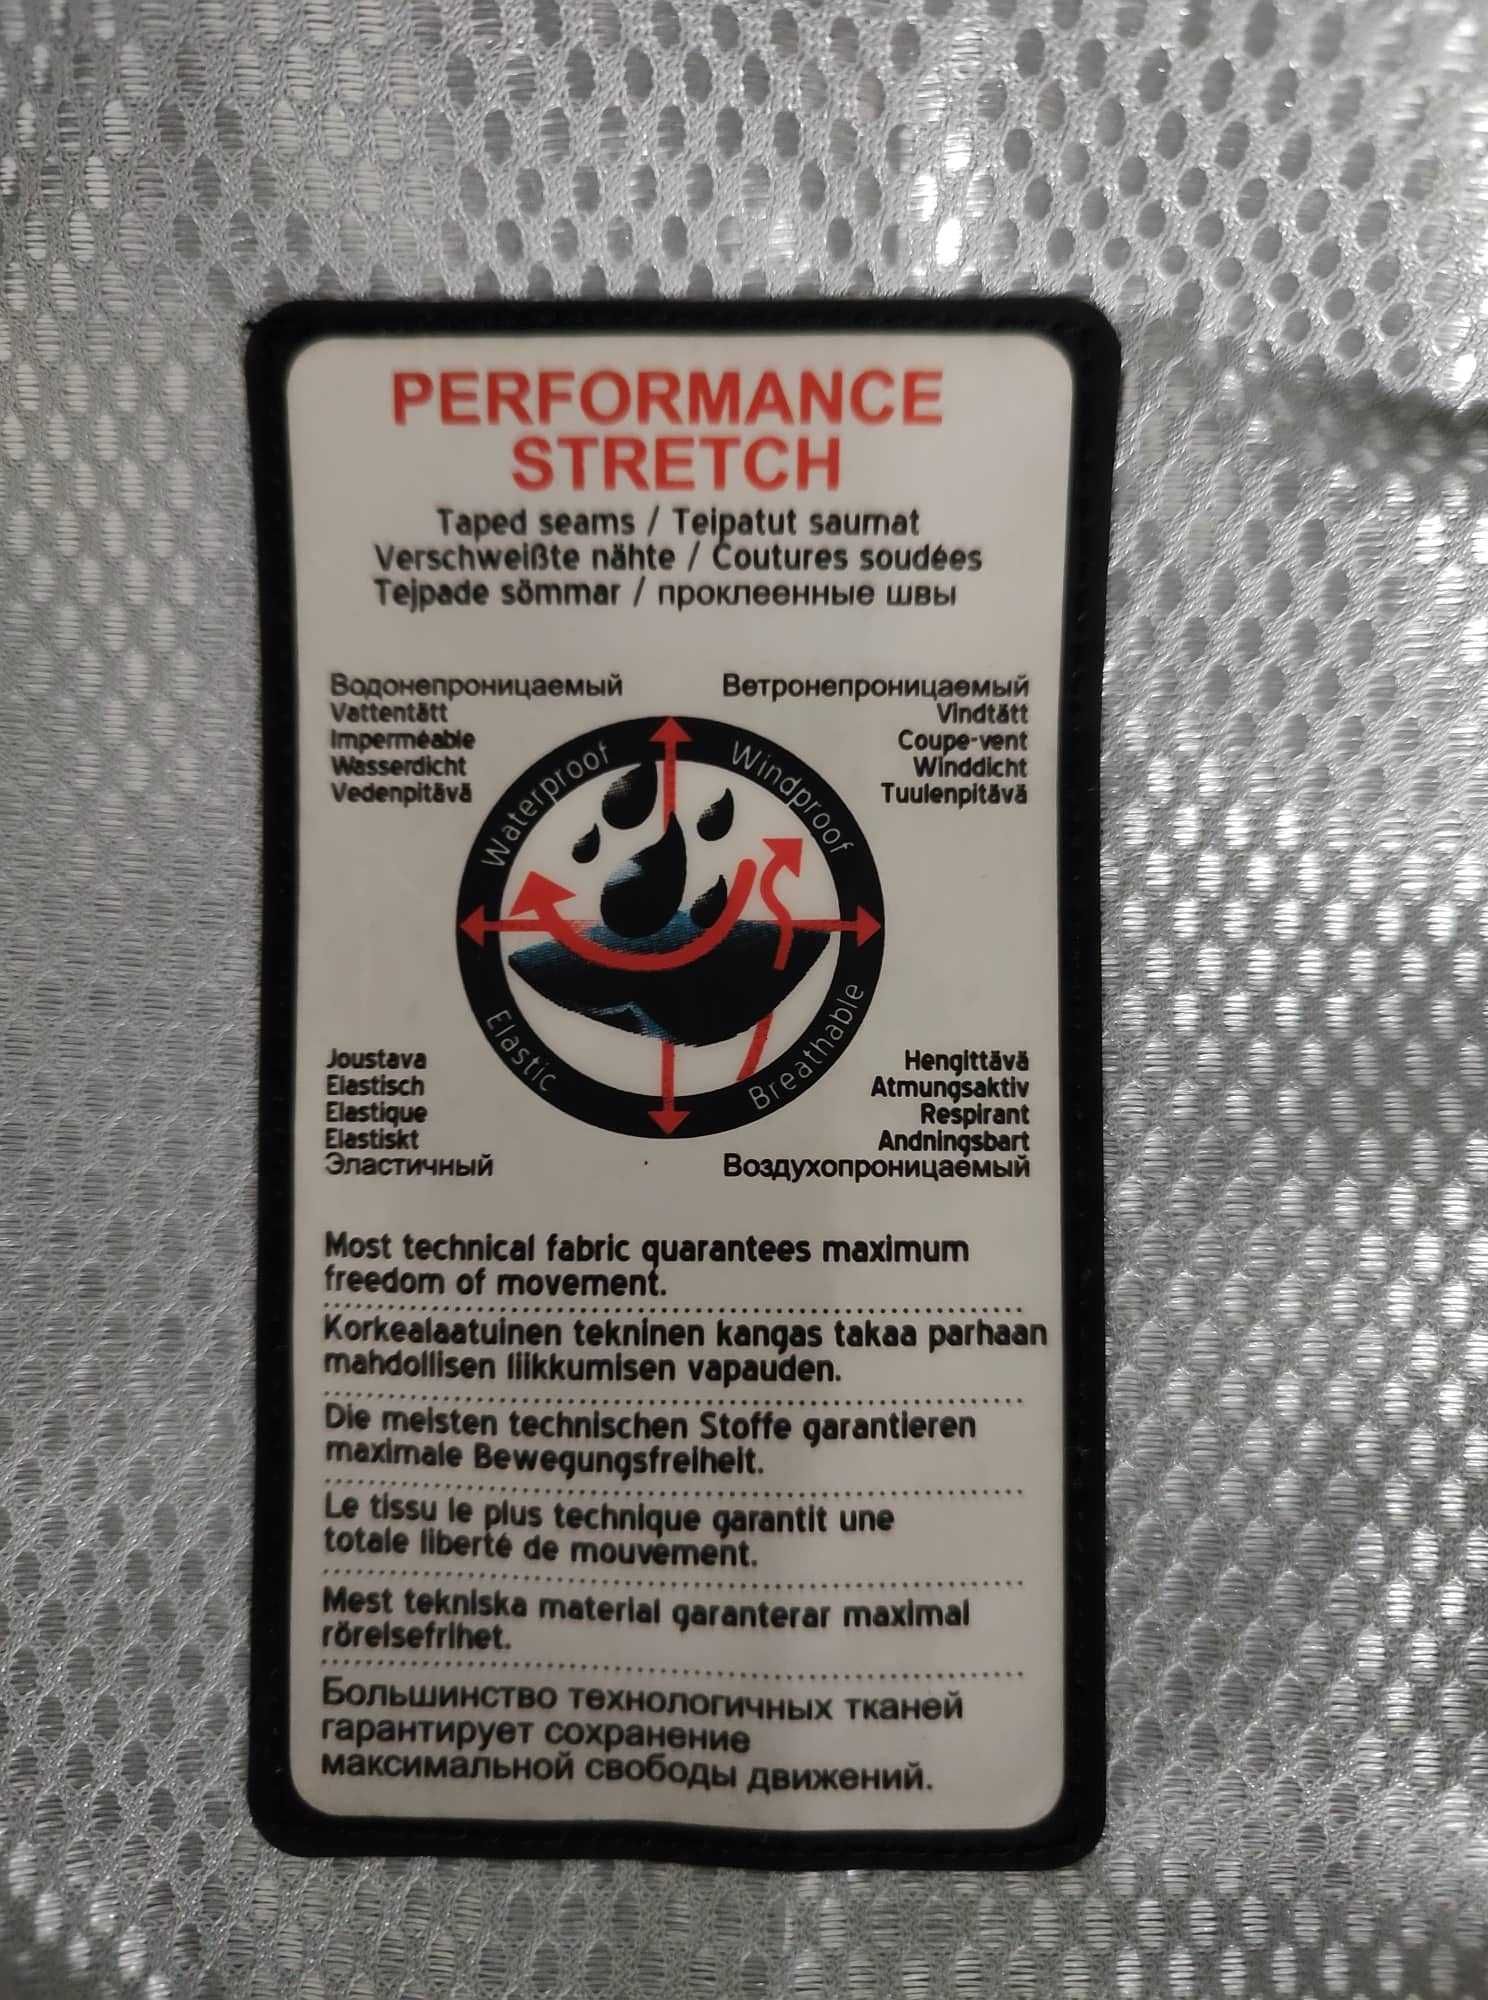 PERFORMANCE
STRETCH
Taped seams / Teipatut saumat
Verschweißte nähte / Coutures soudées
Tejpade sömmar / проклеенные швы
Водонепроницаемый
Vattentätt
Imperméable
Wasserdicht
Vedenpitävä
Ветронепроницаемый
Vindtätt
Coupe-vent
Winddicht
Tuulenpitävä
Waterproof
Windproof
Elastic
Breathable
Joustava
Elastisch
Elastique
Elastiskt
Эластичный
Hengittävä
Atmungsaktiv
Respirant
Andningsbart
Воздухопроницаемый
Most technical fabric quarantees maximum
freedom of movement.
Korkealaatuinen tekninen kangas takaa parhaan
mahdollisen liikkumisen vapauden.
Die meisten technischen Stoffe garantieren
maximale Bewegungsfreiheit.
Le tissu le plus technique garantit une
totale liberté de mouvement.
Mest tekniska material garanterar maximal
rörelsefrihet.
Большинство технологичных тканей
гарантирует сохранение
максимальной свободы движений.